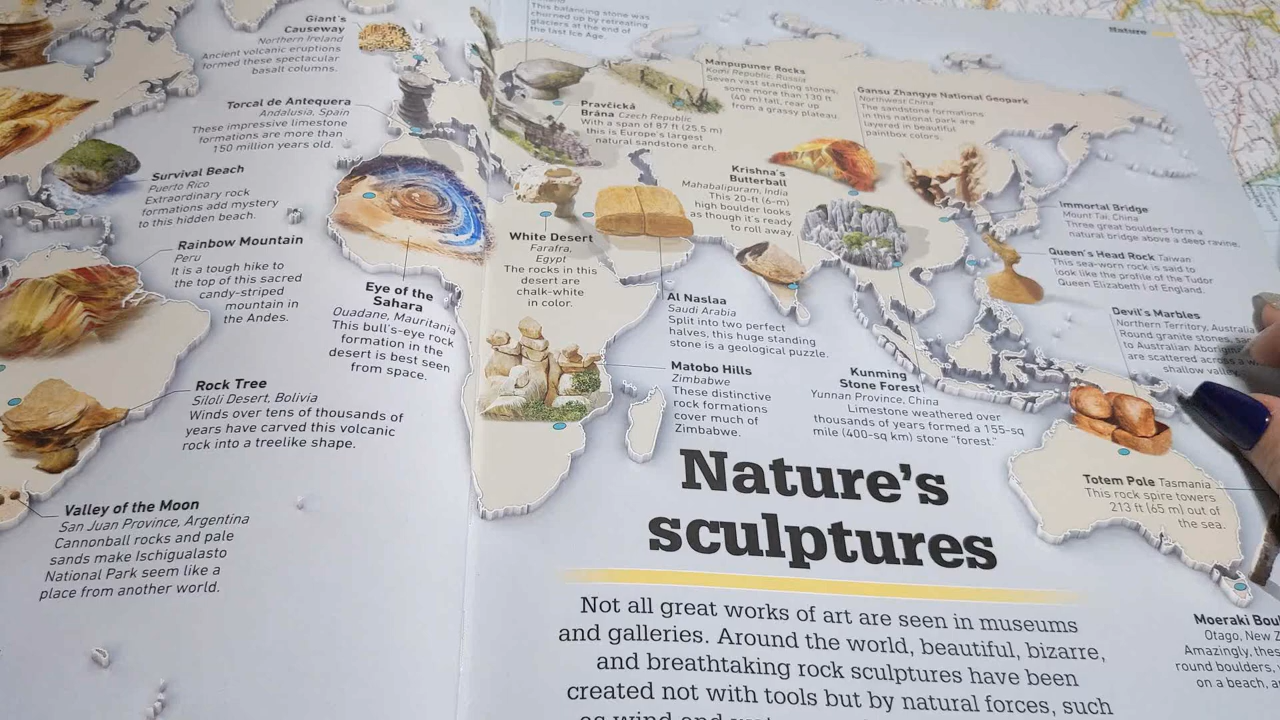 Nature
This balancing stone was
churned up by retreating
glaciers at the end of
the last Ice Age.
Giant's
Causeway
Northern Ireland
Ancient volcanic eruptions
formed these spectacular
basalt columns.
Manpupuner Rocks
Komi Republic, Russia
Seven vast standing stones,
some more than 130 ft
(40 m) tall, rear up
from a grassy plateau.
Gansu Zhangye National Geopark
Northwest China
The sandstone formations
in this national park are
layered in beautiful
paintbox colors.
Torcal de Antequera
Andalusia, Spain
These impressive limestone
formations are more than
150 million years old.
Pravčická
Brána Czech Republic
With a span of 87 ft (25.5 m)
this is Europe's largest
natural sandstone arch.
Survival Beach
Puerto Rico
Extraordinary rock
formations add mystery
to this hidden beach.
Krishna's
Butterball
Mahabalipuram, India
This 20-ft (6-m)
high boulder looks
as though it's ready
to roll away.
Immortal Bridge
Mount Tai, China
Three great boulders form a
natural bridge above a deep ravine.
Rainbow Mountain
Peru
It is a tough hike to
the top of this sacred
candy-striped
mountain in
the Andes.
White Desert
Farafra,
Egypt
The rocks in this
desert are
chalk-white
in color.
Queen's Head Rock Taiwan
This sea-worn rock is said to
look like the profile of the Tudor
Queen Elizabeth I of England.
Eye of the
Sahara
Ouadane, Mauritania
This bull's-eye rock
formation in the
desert is best seen
from space.
Al Naslaa
Saudi Arabia
Split into two perfect
halves, this huge standing
stone is a geological puzzle.
Devil's Marbles
Northern Territory, Australia
Round granite stones,
to Australian
are scattered across a
shallow valley.
Rock Tree
Siloli Desert, Bolivia
Winds over tens of thousands of
years have carved this volcanic
rock into a treelike shape.
Matobo Hills
Zimbabwe
These distinctive
rock formations
cover much of
Zimbabwe.
Kunming
Stone Forest
Yunnan Province, China
Limestone weathered over
thousands of years formed a 155-sq
mile (400-sq km) stone "forest."
Totem Pole Tasmania
This rock spire towers
213 ft (65 m) out of
the sea.
Valley of the Moon
San Juan Province, Argentina
Cannonball rocks and pale
sands make Ischigualasto
National Park seem like a
place from another world.
Nature's
sculptures
Not all great works of art are seen in museums
and galleries. Around the world, beautiful, bizarre,
and breathtaking rock sculptures have been
created not with tools but by natural forces, such
as wind and
Moeraki
Otago, New
Amazingly,
round boulders,
on a beach,